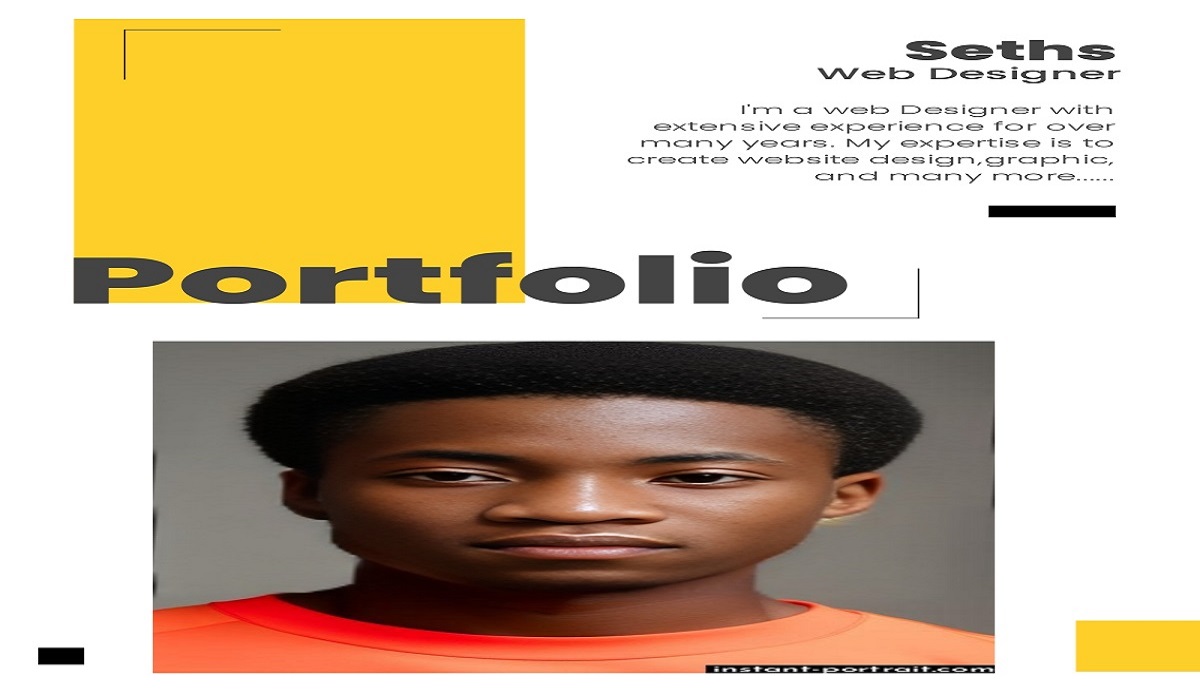 Seths
Web Designer
I'm a web Designer with
extensive experience for over
many years. My expertise is to
create website design,graphic,
and many more......
Portfolio
instant-portrait.com